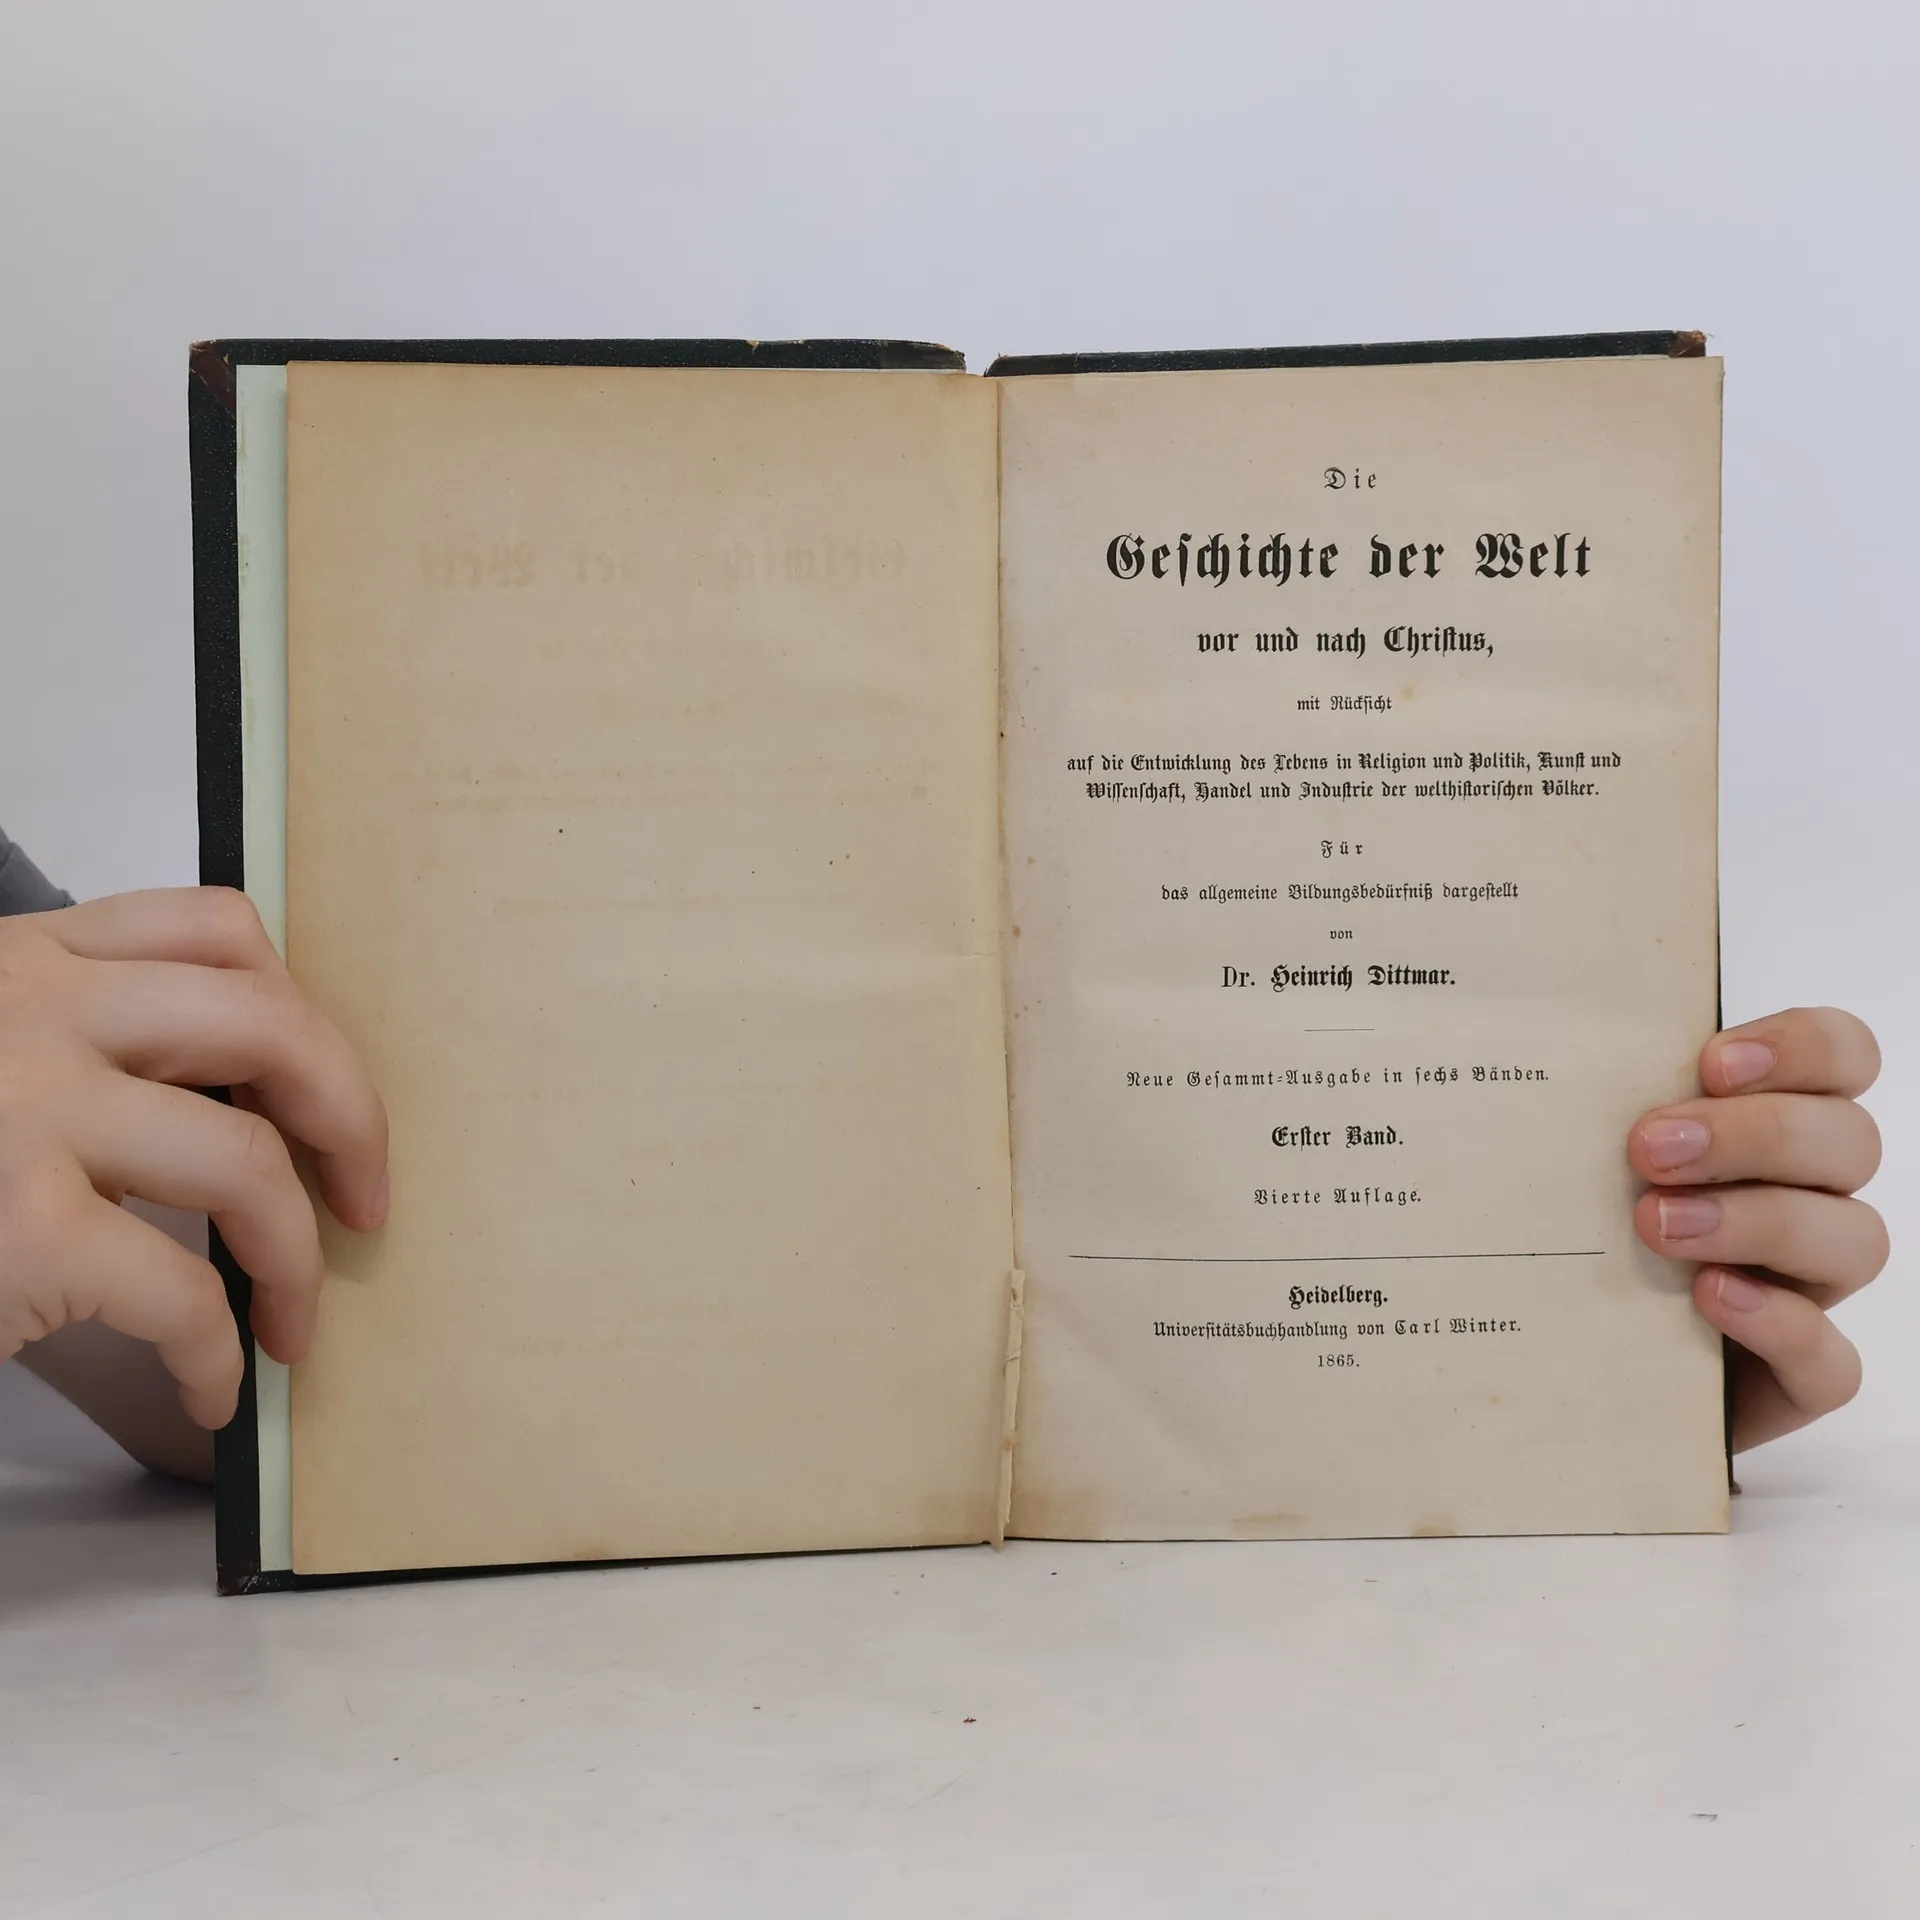 Die
Geſchichte der Welt
vor und nach Chriſtus,
mit Rückſicht
auf die Entwicklung des Lebens in Religion und Politik, Kunſt und
Wiſſenſchaft, Handel und Induſtrie der welthiſtoriſchen Völker.
Für
das allgemeine Bildungsbedürfniß dargeſtellt
von
Dr. Heinrich Dittmar.
Neue Geſammt-Ausgabe in ſechs Bänden.
Erſter Band.
Vierte Auflage.
Heidelberg.
Univerſitätsbuchhandlung von Carl Winter.
1865.